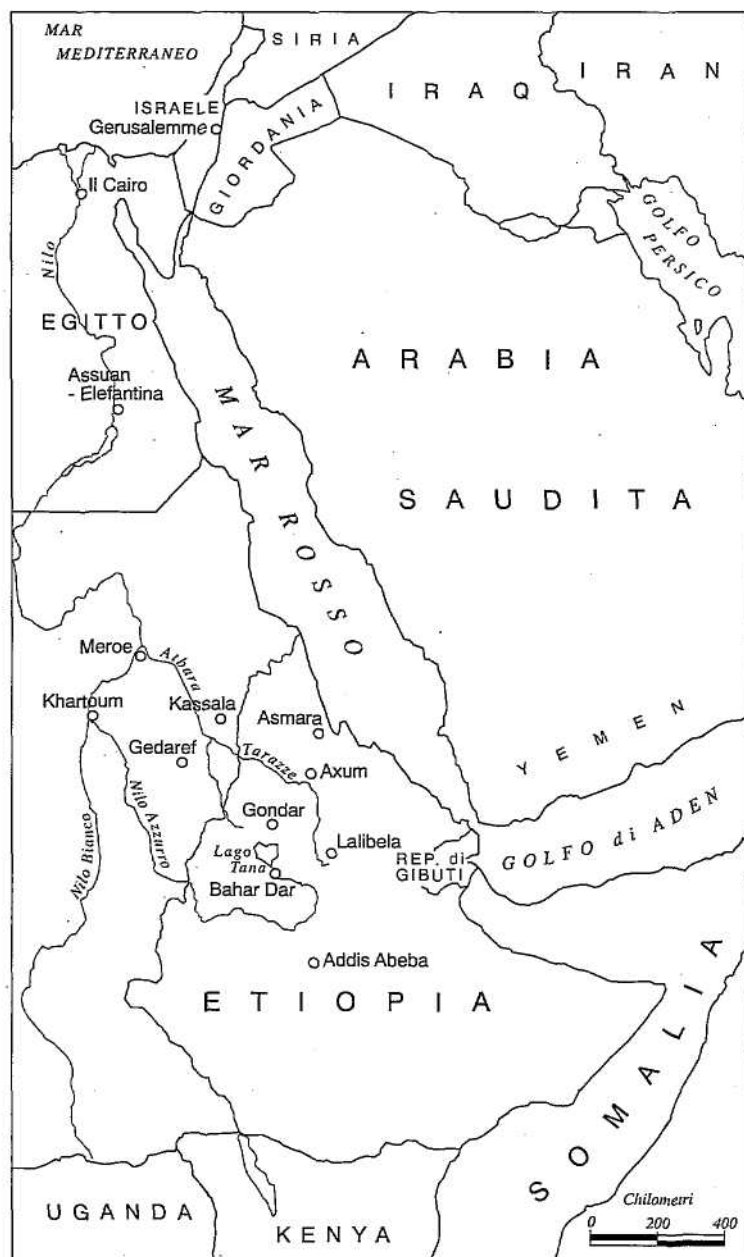 MAR
MEDITERRANEO
SIRIA
IRAQ
IRAN
ISRAELE
Gerusalemme
GIORDANIA
Il Cairo
Nilo
GOLFO
PERSICO
EGITTO
ARABIA
Assuan
- Elefantina
MAR ROSSO
SAUDITA
Meroe
Atbara
Khartoum
Kassala
Asmara
YEMEN
Gedaref
Tarazze
Axum
Nilo Bianco
Nilo Azzurro
Gondar
GOLFO di ADEN
Lago
Tana
Lalibela
REP. di
GIBUTI
Bahar Dar
Addis Abeba
ETIOPIA
SOMALIA
UGANDA
KENYA
Chilometri
0 200 400